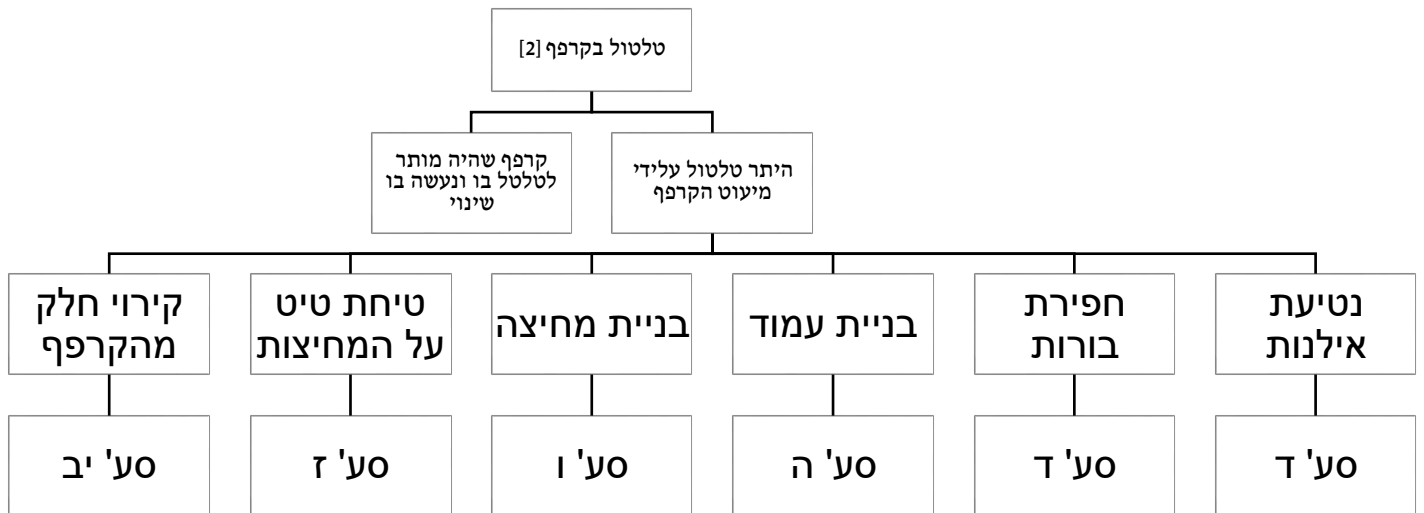 טלטול בקרפף [2]
היתר טלטול עלידי
מיעוט הקרפף
קרפף שהיה מותר
לטלטל בו ונעשה בו
שינוי
נטיעת
אילנות
חפירת
בורות
בניית עמוד
בניית מחיצה
טיחת טיט
על המחיצות
קירוי חלק
מהקרפף
סע' ד
סע' ד
סע' ה
סע' ו
סע' ז
סע' יב